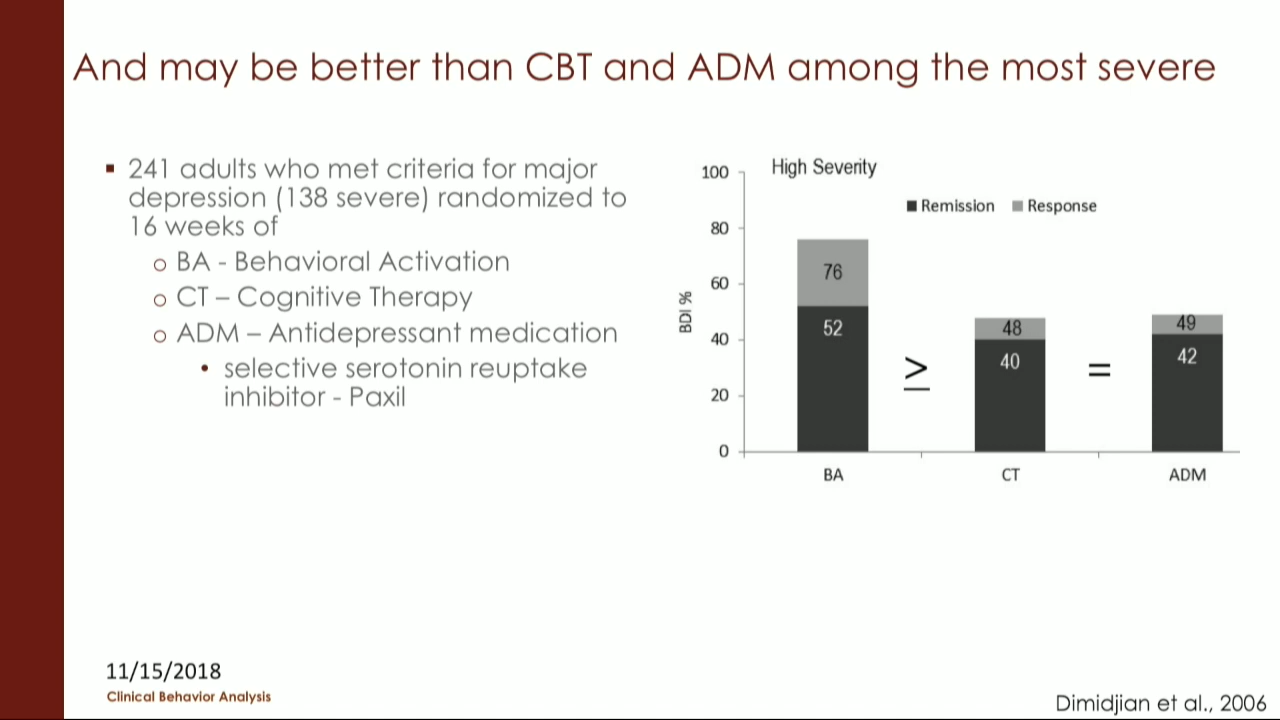 And may be better than CBT and ADM among the most severe
▪ 241 adults who met criteria for major
depression (138 severe) randomized to
16 weeks of
o BA - Behavioral Activation
o CT – Cognitive Therapy
o ADM – Antidepressant medication
• selective serotonin reuptake
inhibitor - Paxil
High Severity
Remission Response
BDI %
100
80
60
40
20
0
76
52
≥
48
40
=
49
42
BA CT ADM
11/15/2018
Clinical Behavior Analysis
Dimidjian et al., 2006